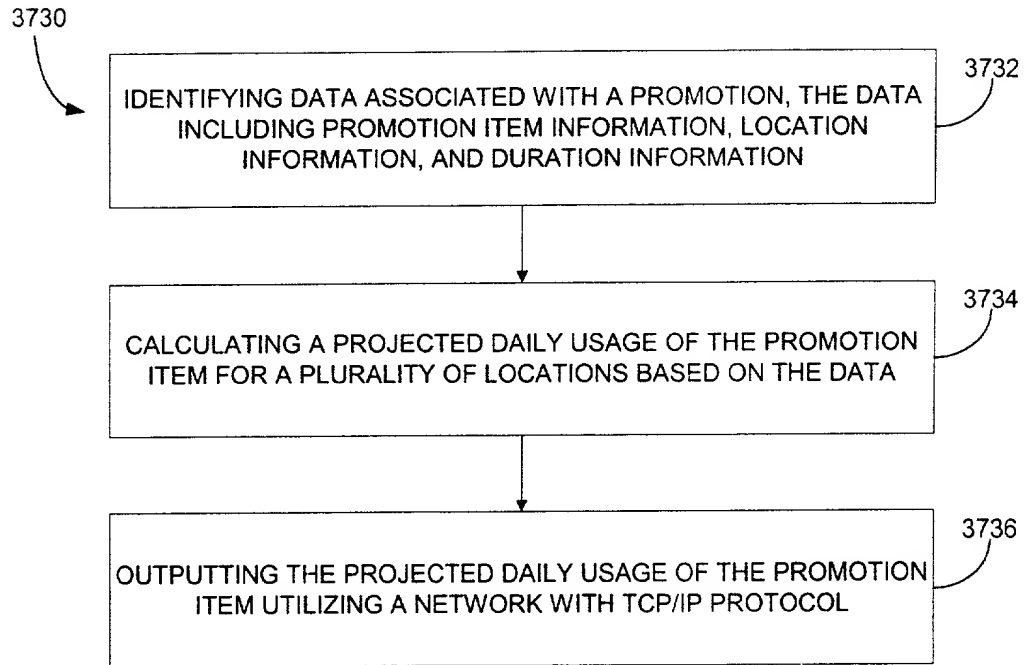 3730
3732
IDENTIFYING DATA ASSOCIATED WITH A PROMOTION, THE DATA
INCLUDING PROMOTION ITEM INFORMATION, LOCATION
INFORMATION, AND DURATION INFORMATION
3734
CALCULATING A PROJECTED DAILY USAGE OF THE PROMOTION
ITEM FOR A PLURALITY OF LOCATIONS BASED ON THE DATA
3736
OUTPUTTING THE PROJECTED DAILY USAGE OF THE PROMOTION
ITEM UTILIZING A NETWORK WITH TCP/IP PROTOCOL